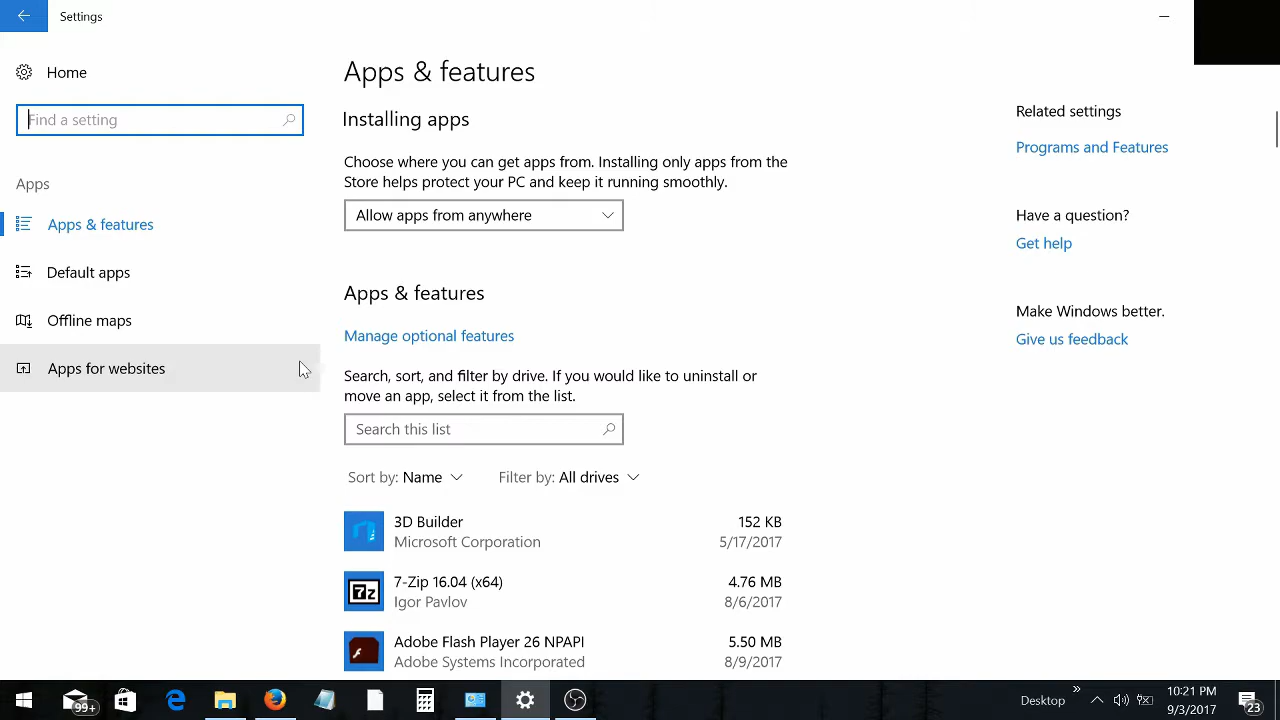 Settings
Home
Find a setting
Apps
Apps & features
Default apps
Offline maps
Apps for websites
Apps & features
Installing apps
Choose where you can get apps from. Installing only apps from the
Store helps protect your PC and keep it running smoothly.
Allow apps from anywhere
Apps & features
Manage optional features
Search, sort, and filter by drive. If you would like to uninstall or
move an app, select it from the list.
Search this list
Sort by: Name
Filter by: All drives
3D Builder
152 KB
Microsoft Corporation
5/17/2017
7z
7-Zip 16.04 (x64)
4.76 MB
Igor Pavlov
8/6/2017
Adobe Flash Player 26 NPAPI
5.50 MB
Adobe Systems Incorporated
8/9/2017
Related settings
Programs and Features
Have a question?
Get help
Make Windows better.
Give us feedback
99+
Desktop
10:21 PM
9/3/2017
23